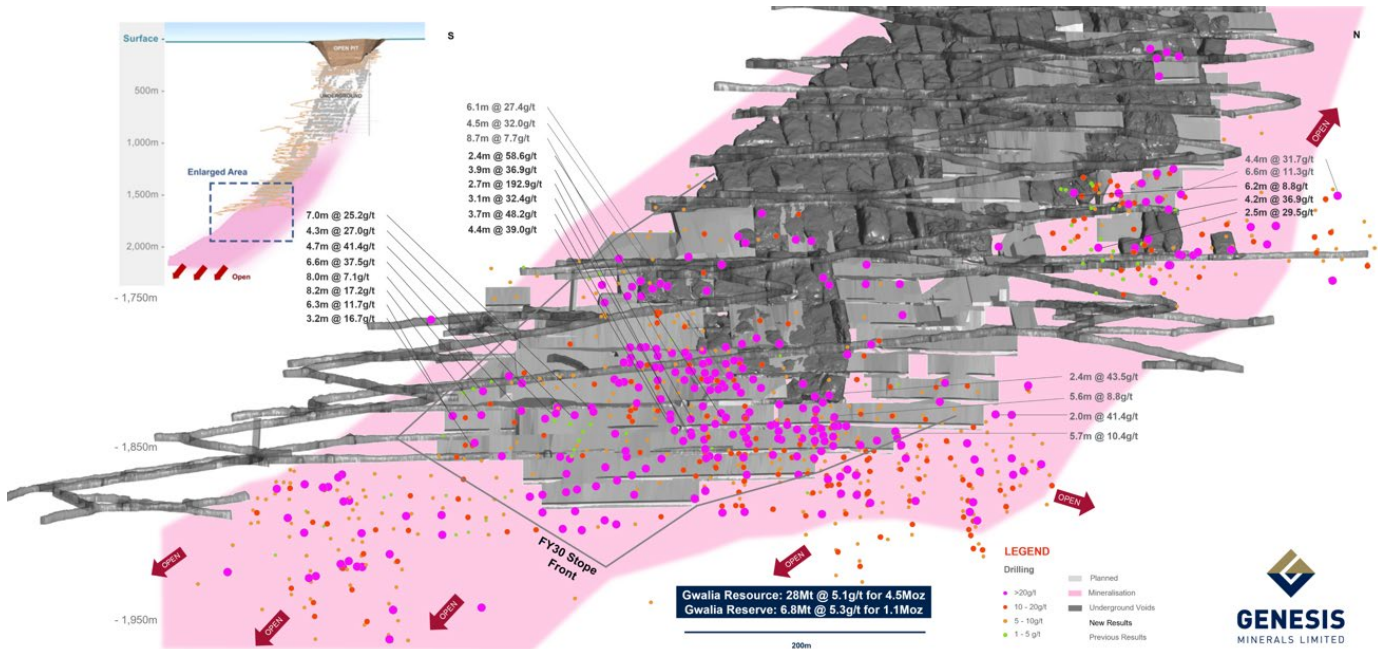 Surface
500m
1,000m
1,500m
2,000m
OPEN PIT
UNDERGROUND
Enlarged Area
Open
S
N
- 1,750m
- 1,850m
- 1,950m
7.0m @ 25.2g/t
4.3m @ 27.0g/t
4.7m @ 41.4g/t
6.6m @ 37.5g/t
8.0m @ 7.1g/t
8.2m @ 17.2g/t
6.3m @ 11.7g/t
3.2m @ 16.7g/t
6.1m @ 27.4g/t
4.5m @ 32.0g/t
8.7m @ 7.7g/t
2.4m @ 58.6g/t
3.9m @ 36.9g/t
2.7m @ 192.9g/t
3.1m @ 32.4g/t
3.7m @ 48.2g/t
4.4m @ 39.0g/t
OPEN
4.4m @ 31.7g/t
6.6m @ 11.3g/t
6.2m @ 8.8g/t
4.2m @ 36.9g/t
2.5m @ 29.5g/t
2.4m @ 43.5g/t
5.6m @ 8.8g/t
2.0m @ 41.4g/t
5.7m @ 10.4g/t
OPEN
OPEN
OPEN
OPEN
OPEN
FY30 Stope
Front
Gwalia Resource: 28Mt @ 5.1g/t for 4.5Moz
Gwalia Reserve: 6.8Mt @ 5.3g/t for 1.1Moz
200m
LEGEND
Drilling
>20g/t
10 - 20g/t
5 - 10g/t
1 - 5 g/t
Planned
Mineralisation
Underground Voids
New Results
Previous Results
GENESIS
MINERALS LIMITED